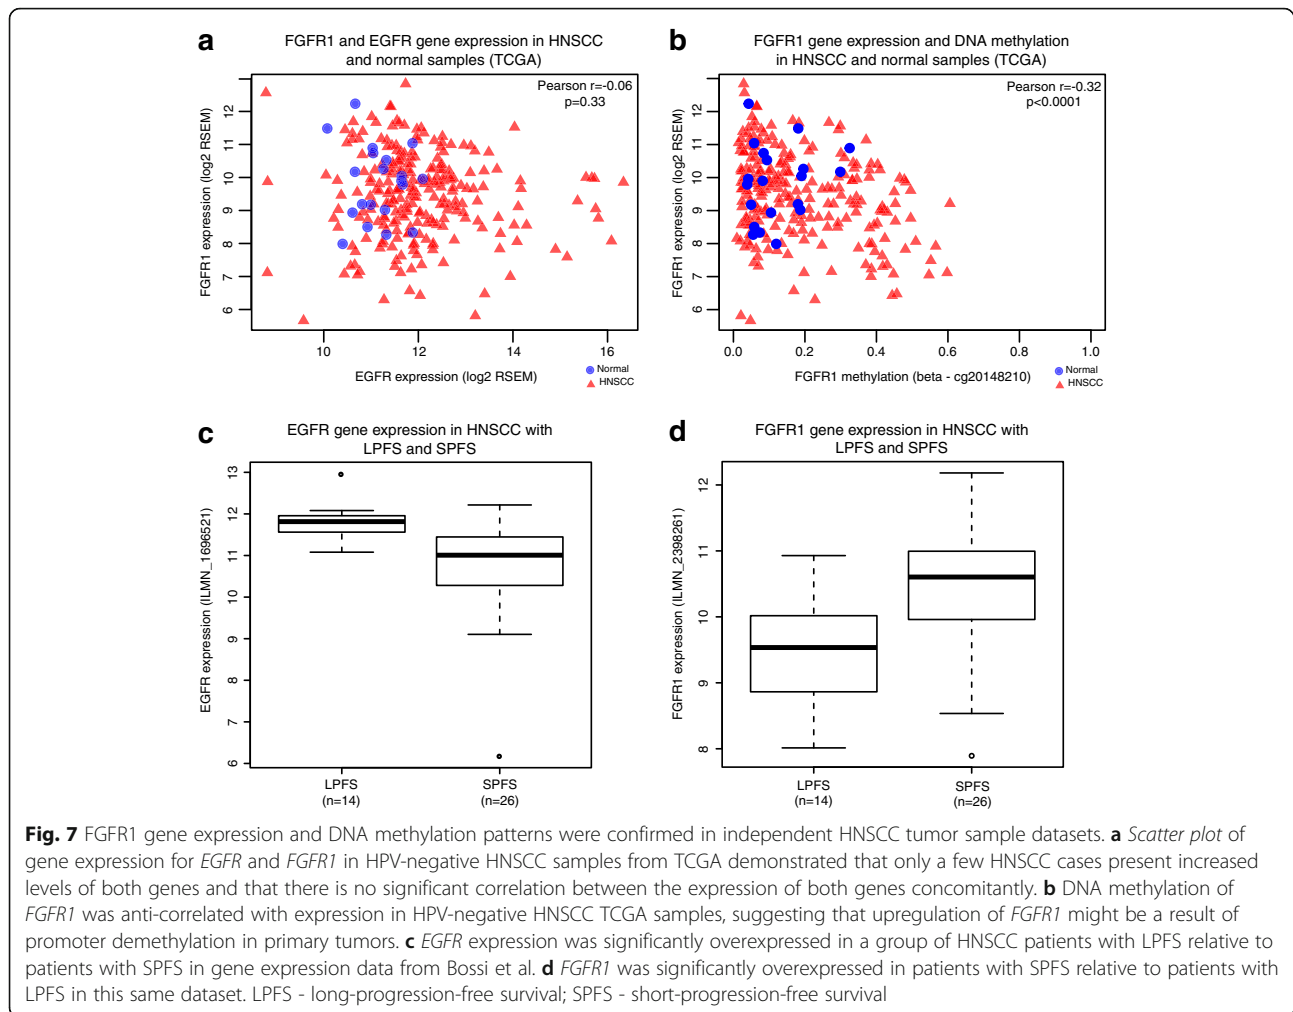 a
FGFR1 and EGFR gene expression in HNSCC
and normal samples (TCGA)
Pearson r=-0.06
p=0.33
FGFR1 expression (log2 RSEM)
12
11
10
9
8
7
6
10
12
14
16
EGFR expression (log2 RSEM)
Normal
HNSCC
b
FGFR1 gene expression and DNA methylation
in HNSCC and normal samples (TCGA)
Pearson r=-0.32
p<0.0001
FGFR1 expression (log2 RSEM)
12
11
10
9
8
7
6
0.0
0.2
0.4
0.6
0.8
1.0
FGFR1 methylation (beta - cg20148210)
Normal
HNSCC
c
EGFR gene expression in HNSCC with
LPFS and SPFS
EGFR expression (ILMN_1696521)
13
12
11
10
9
8
7
6
LPFS
(n=14)
SPFS
(n=26)
d
FGFR1 gene expression in HNSCC with
LPFS and SPFS
FGFR1 expression (ILMN_2398261)
12
11
10
9
8
LPFS
(n=14)
SPFS
(n=26)
Fig. 7 FGFR1 gene expression and DNA methylation patterns were confirmed in independent HNSCC tumor sample datasets. a Scatter plot of
gene expression for EGFR and FGFR1 in HPV-negative HNSCC samples from TCGA demonstrated that only a few HNSCC cases present increased
levels of both genes and that there is no significant correlation between the expression of both genes concomitantly. b DNA methylation of
FGFR1 was anti-correlated with expression in HPV-negative HNSCC TCGA samples, suggesting that upregulation of FGFR1 might be a result of
promoter demethylation in primary tumors. c EGFR expression was significantly overexpressed in a group of HNSCC patients with LPFS relative to
patients with SPFS in gene expression data from Bossi et al. d FGFR1 was significantly overexpressed in patients with SPFS relative to patients with
LPFS in this same dataset. LPFS - long-progression-free survival; SPFS - short-progression-free survival